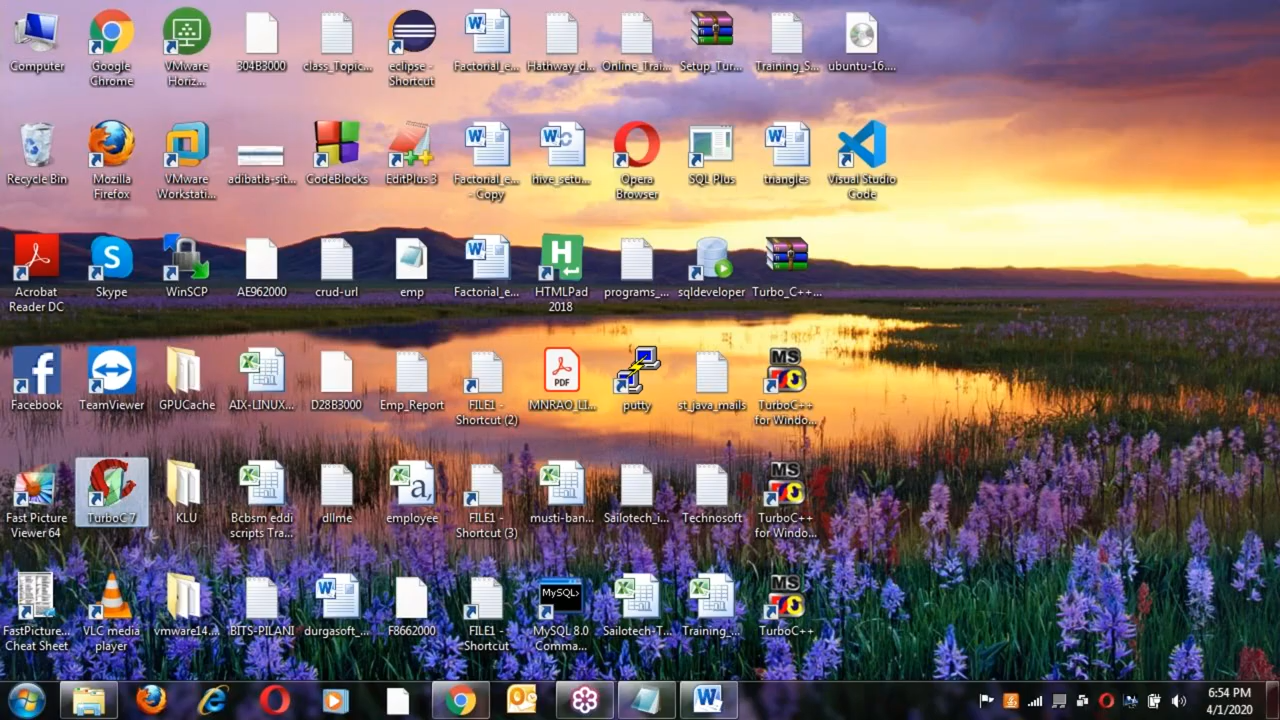 Computer
Google
Chrome
VMware
Horiz...
304B3000
class_Topic...
eclipse -
Shortcut
Factorial_e...
Hathway_d...
Online_Trai...
Setup_Tur...
Training_S...
ubuntu-16....
Recycle Bin
Mozilla
Firefox
VMware
Workstati...
adibatla-sit...
CodeBlocks
EditPlus 3
Factorial_e...
- Copy
hive_setu...
Opera
Browser
SQL Plus
triangles
Visual Studio
Code
Acrobat
Reader DC
Skype
WinSCP
AE962000
crud-url
emp
Factorial_e...
H
HTMLPad
2018
programs_...
sqldeveloper
Turbo_C++...
f
Facebook
TeamViewer
GPUCache
AIX-LINUX...
D28B3000
Emp_Report
FILE1 -
Shortcut (2)
PDF
MNRAO_LI...
putty
st_java_mails
MS
TurboC++
for Windo...
Fast Picture
Viewer 64
TurboC 7
KLU
Bcbsm eddi
scripts Tra...
dllme
a,
employee
FILE1 -
Shortcut (3)
musti-ban...
Sailotech_i...
Technosoft
MS
TurboC++
for Windo...
FastPicture...
Cheat Sheet
VLC media
player
vmware14....
BITS-PILANI
durgasoft_...
F8662000
FILE1 -
Shortcut
MySQL>
MySQL 8.0
Comma...
Sailotech-T...
Training_...
MS
TurboC++
6:54 PM
4/1/2020